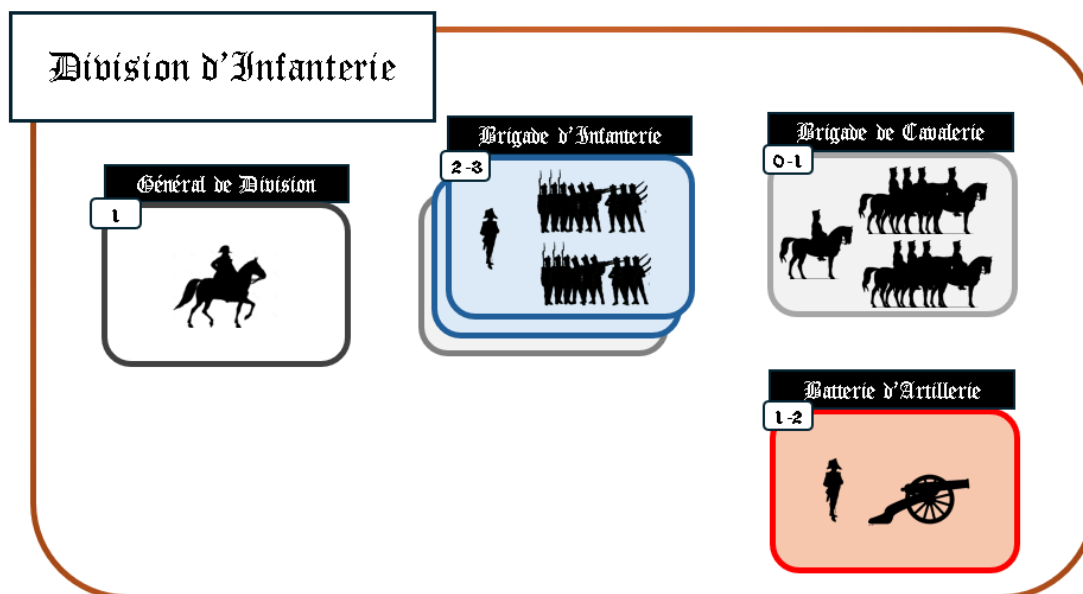 Division d'Infanterie
Général de Division
1
Brigade d'Infanterie
2-3
Brigade de Cavalerie
0-1
Batterie d'Artillerie
1-2